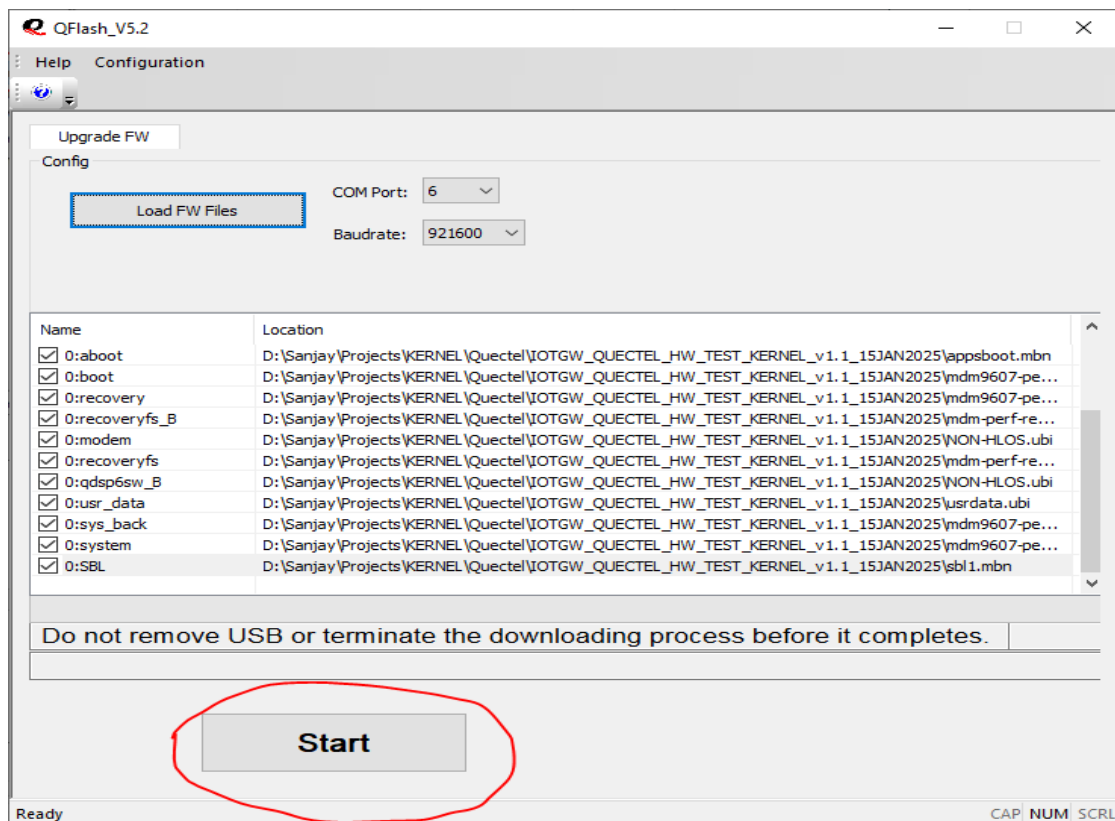 QFlash_V5.2
Help Configuration
Upgrade FW
Config
Load FW Files
COM Port: 6
Baudrate: 921600
Name Location
0:aboot D:\Sanjay\Projects\KERNEL\Quectel\IOTGW_QUECTEL_HW_TEST_KERNEL_v1.1_15JAN2025\appsboot.mbn
0:boot D:\Sanjay\Projects\KERNEL\Quectel\IOTGW_QUECTEL_HW_TEST_KERNEL_v1.1_15JAN2025\mdm9607-pe...
0:recovery D:\Sanjay\Projects\KERNEL\Quectel\IOTGW_QUECTEL_HW_TEST_KERNEL_v1.1_15JAN2025\mdm9607-pe...
0:recoveryfs_B D:\Sanjay\Projects\KERNEL\Quectel\IOTGW_QUECTEL_HW_TEST_KERNEL_v1.1_15JAN2025\mdm-perf-re...
0:modem D:\Sanjay\Projects\KERNEL\Quectel\IOTGW_QUECTEL_HW_TEST_KERNEL_v1.1_15JAN2025\NON-HLOS.ubi
0:recoveryfs D:\Sanjay\Projects\KERNEL\Quectel\IOTGW_QUECTEL_HW_TEST_KERNEL_v1.1_15JAN2025\mdm-perf-re...
0:qdsp6sw_B D:\Sanjay\Projects\KERNEL\Quectel\IOTGW_QUECTEL_HW_TEST_KERNEL_v1.1_15JAN2025\NON-HLOS.ubi
0:usr_data D:\Sanjay\Projects\KERNEL\Quectel\IOTGW_QUECTEL_HW_TEST_KERNEL_v1.1_15JAN2025\usrdata.ubi
0:sys_back D:\Sanjay\Projects\KERNEL\Quectel\IOTGW_QUECTEL_HW_TEST_KERNEL_v1.1_15JAN2025\mdm9607-pe...
0:system D:\Sanjay\Projects\KERNEL\Quectel\IOTGW_QUECTEL_HW_TEST_KERNEL_v1.1_15JAN2025\mdm9607-pe...
0:SBL D:\Sanjay\Projects\KERNEL\Quectel\IOTGW_QUECTEL_HW_TEST_KERNEL_v1.1_15JAN2025\sbl1.mbn
Do not remove USB or terminate the downloading process before it completes.
Start
Ready CAP NUM SCRL